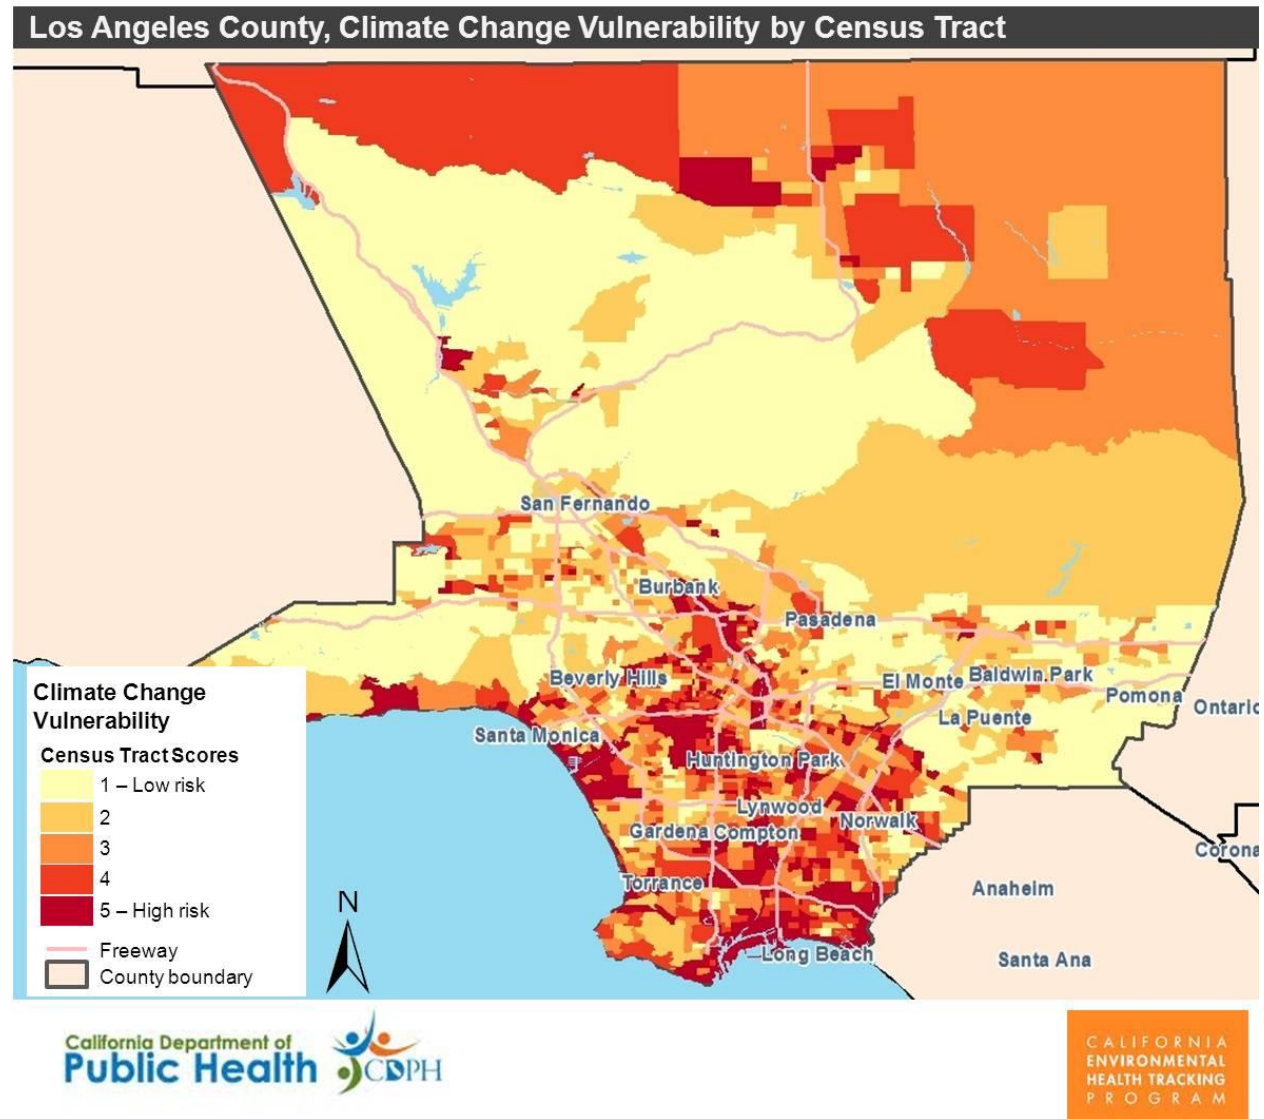 Los Angeles County, Climate Change Vulnerability by Census Tract
San Fernando
Burbank
Pasadena
Beverly Hills
El Monte
Baldwin Park
Pomona
Ontario
La Puente
Santa Monica
Huntington Park
Lynwood
Norwalk
Gardena
Compton
Corona
Torrance
Anaheim
Long Beach
Santa Ana
Climate Change
Vulnerability
Census Tract Scores
1 – Low risk
2
3
4
5 – High risk
Freeway
County boundary
N
California Department of
Public Health
CDPH
CALIFORNIA
ENVIRONMENTAL
HEALTH TRACKING
PROGRAM